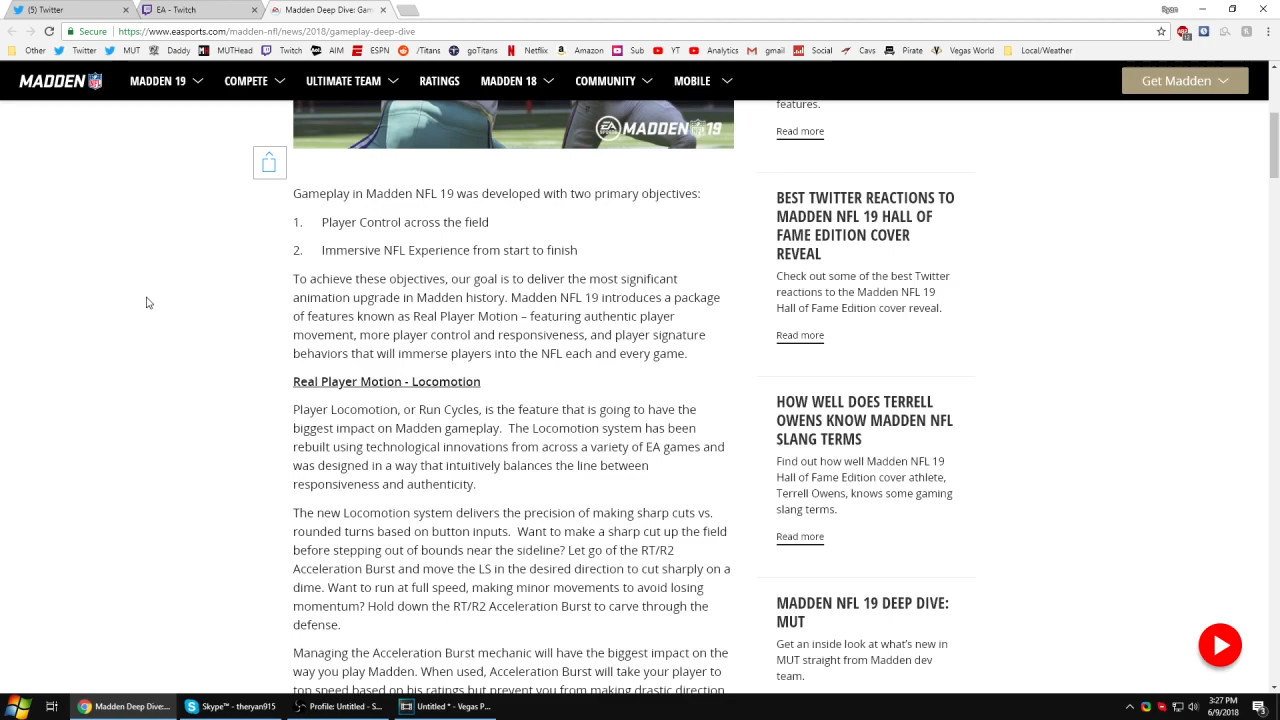 (5) Twitter
EA - Twitch
Madden Deep Dive: Gam
Ryan
Secure
https://www.easports.com/madden-nfl/news/2018/gameplay-deep-dive
Other
Twitter
MUT
Daddy
MUTHEAD
Twitch
AIM
ESPN
/Titans
goTitans
Netflix
Amazon
Sub
YT
Analytics
gmail
Social
Cavs
Pirate
Vegas World
Local/Weather
MADDEN NFL
MADDEN 19
COMPETE
ULTIMATE TEAM
RATINGS
MADDEN 18
COMMUNITY
MOBILE
Get Madden
EA SPORTS MADDEN NFL 19
Gameplay in Madden NFL 19 was developed with two primary objectives:
1. Player Control across the field
2. Immersive NFL Experience from start to finish
To achieve these objectives, our goal is to deliver the most significant
animation upgrade in Madden history. Madden NFL 19 introduces a package
of features known as Real Player Motion – featuring authentic player
movement, more player control and responsiveness, and player signature
behaviors that will immerse players into the NFL each and every game.
Real Player Motion - Locomotion
Player Locomotion, or Run Cycles, is the feature that is going to have the
biggest impact on Madden gameplay. The Locomotion system has been
rebuilt using technological innovations from across a variety of EA games and
was designed in a way that intuitively balances the line between
responsiveness and authenticity.
The new Locomotion system delivers the precision of making sharp cuts vs.
rounded turns based on button inputs. Want to make a sharp cut up the field
before stepping out of bounds near the sideline? Let go of the RT/R2
Acceleration Burst and move the LS in the desired direction to cut sharply on a
dime. Want to run at full speed, making minor movements to avoid losing
momentum? Hold down the RT/R2 Acceleration Burst to carve through the
defense.
Managing the Acceleration Burst mechanic will have the biggest impact on the
way you play Madden. When used, Acceleration Burst will take your player to
top speed based on his ratings but prevent you from making drastic direction
features.
Read more
BEST TWITTER REACTIONS TO
MADDEN NFL 19 HALL OF
FAME EDITION COVER
REVEAL
Check out some of the best Twitter
reactions to the Madden NFL 19
Hall of Fame Edition cover reveal.
Read more
HOW WELL DOES TERRELL
OWENS KNOW MADDEN NFL
SLANG TERMS
Find out how well Madden NFL 19
Hall of Fame Edition cover athlete,
Terrell Owens, knows some gaming
slang terms.
Read more
MADDEN NFL 19 DEEP DIVE:
MUT
Get an inside look at what's new in
MUT straight from Madden dev
team.
Madden Deep Dive:...
Skype™ - theryan915
Profile: Untitled - S...
Untitled * - Vegas P...
3:27 PM
6/9/2018